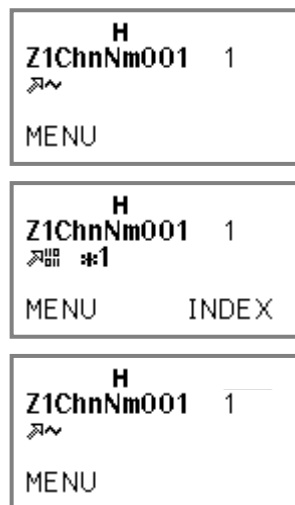 H
Z1ChnNm001 1
MENU
H
Z1ChnNm001 1
*1
MENU INDEX
H
Z1ChnNm001 1
MENU